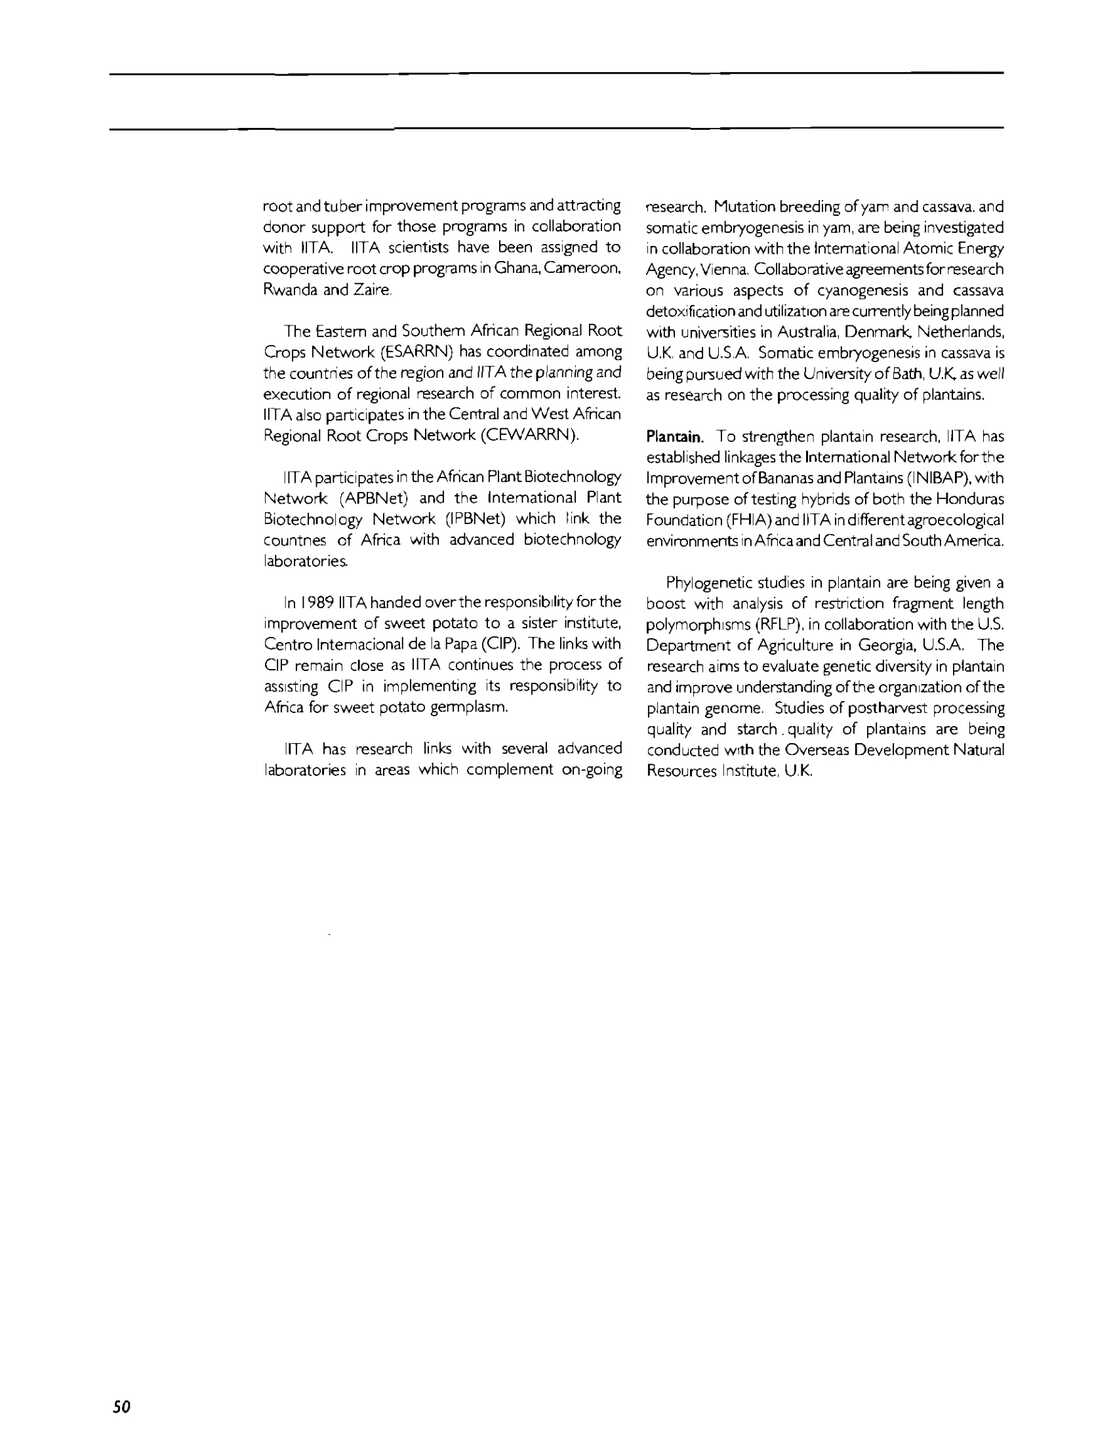 root and tuber improvement programs and attracting
donor support for those programs in collaboration
with IITA. IITA scientists have been assigned to
cooperative root crop programs in Ghana, Cameroon,
Rwanda and Zaire.
The Eastern and Southern African Regional Root
Crops Network (ESARRN) has coordinated among
the countries of the region and IITA the planning and
execution of regional research of common interest.
IITA also participates in the Central and West African
Regional Root Crops Network (CEWARRN).
IITA participates in the African Plant Biotechnology
Network (APBNet) and the International Plant
Biotechnology Network (IPBNet) which link the
countries of Africa with advanced biotechnology
laboratories.
In 1989 IITA handed over the responsibility for the
improvement of sweet potato to a sister institute,
Centro Internacional de la Papa (CIP). The links with
CIP remain close as IITA continues the process of
assisting CIP in implementing its responsibility to
Africa for sweet potato germplasm.
IITA has research links with several advanced
laboratories in areas which complement on-going
research. Mutation breeding of yam and cassava, and
somatic embryogenesis in yam, are being investigated
in collaboration with the International Atomic Energy
Agency, Vienna. Collaborative agreements for research
on various aspects of cyanogenesis and cassava
detoxification and utilization are currently being planned
with universities in Australia, Denmark, Netherlands,
U.K. and U.S.A. Somatic embryogenesis in cassava is
being pursued with the University of Bath, U.K, as well
as research on the processing quality of plantains.
Plantain. To strengthen plantain research, IITA has
established linkages the International Network for the
Improvement of Bananas and Plantains (INIBAP), with
the purpose of testing hybrids of both the Honduras
Foundation (FHIA) and IITA in different agroecological
environments in Africa and Central and South America.
Phylogenetic studies in plantain are being given a
boost with analysis of restriction fragment length
polymorphisms (RFLP), in collaboration with the U.S.
Department of Agriculture in Georgia, U.S.A. The
research aims to evaluate genetic diversity in plantain
and improve understanding of the organization of the
plantain genome. Studies of postharvest processing
quality and starch quality of plantains are being
conducted with the Overseas Development Natural
Resources Institute, U.K.
50